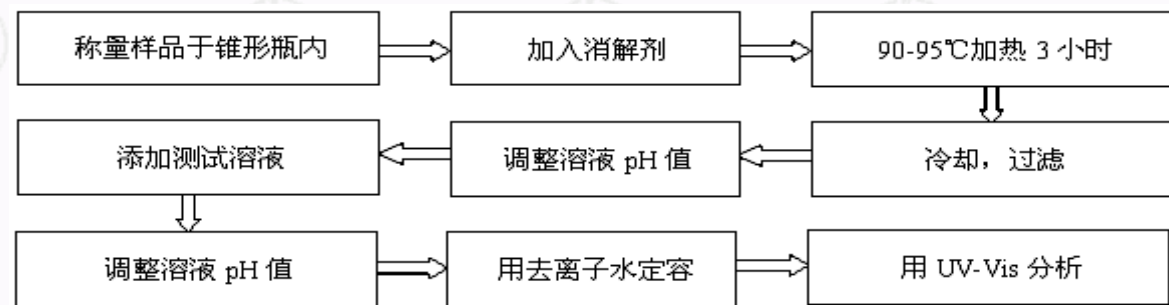 称量样品于锥形瓶内
加入消解剂
90-95℃加热 3 小时
冷却，过滤
调整溶液 pH 值
添加测试溶液
调整溶液 pH 值
用去离子水定容
用 UV-Vis 分析